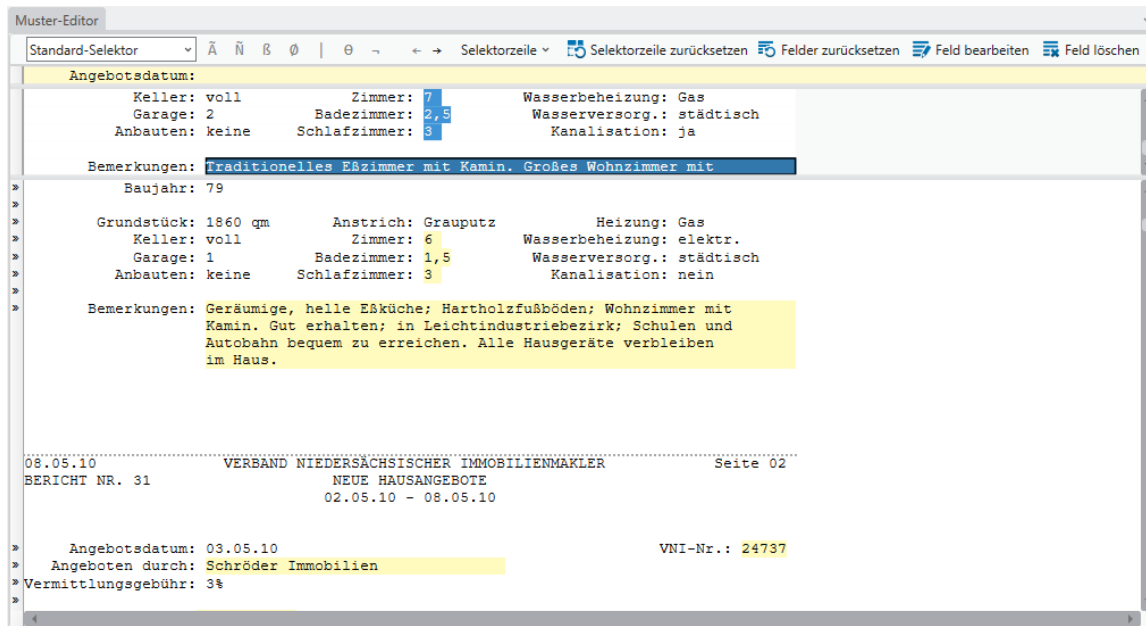 Muster-Editor
Standard-Selektor Ã Ñ ß Ø | θ ¬ ← → Selektorzeile Selektorzeile zurücksetzen Felder zurücksetzen Feld bearbeiten Feld löschen
Angebotsdatum:
Keller: voll Zimmer: 7 Wasserbeheizung: Gas
Garage: 2 Badezimmer: 2,5 Wasserversorg.: städtisch
Anbauten: keine Schlafzimmer: 3 Kanalisation: ja
Bemerkungen: Traditionelles Eßzimmer mit Kamin. Großes Wohnzimmer mit
» Baujahr: 79
»
» Grundstück: 1860 qm Anstrich: Grauputz Heizung: Gas
» Keller: voll Zimmer: 6 Wasserbeheizung: elektr.
» Garage: 1 Badezimmer: 1,5 Wasserversorg.: städtisch
» Anbauten: keine Schlafzimmer: 3 Kanalisation: nein
»
» Bemerkungen: Geräumige, helle Eßküche; Hartholzfußböden; Wohnzimmer mit
Kamin. Gut erhalten; in Leichtindustriebezirk; Schulen und
Autobahn bequem zu erreichen. Alle Hausgeräte verbleiben
im Haus.
08.05.10 VERBAND NIEDERSÄCHSISCHER IMMOBILIENMAKLER Seite 02
BERICHT NR. 31 NEUE HAUSANGEBOTE
02.05.10 - 08.05.10
» Angebotsdatum: 03.05.10 VNI-Nr.: 24737
» Angeboten durch: Schröder Immobilien
» Vermittlungsgebühr: 3%
»